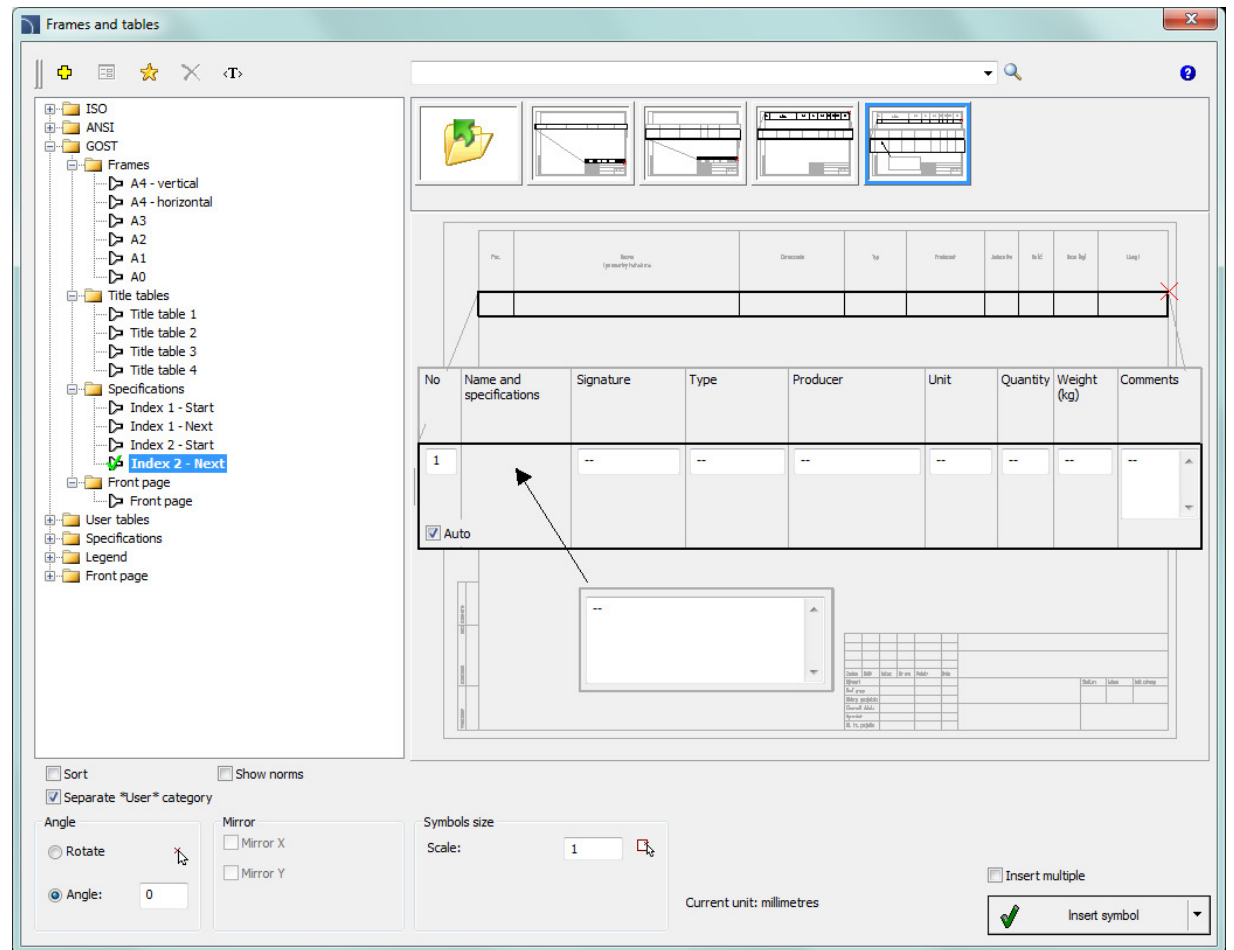 Frames and tables
<T>
ISO
ANSI
GOST
Frames
A4 - vertical
A4 - horizontal
A3
A2
A1
A0
Title tables
Title table 1
Title table 2
Title table 3
Title table 4
Specifications
Index 1 - Start
Index 1 - Next
Index 2 - Start
Index 2 - Next
Front page
Front page
User tables
Specifications
Legend
Front page
Poz.
No Name and Signature Type Producer Unit Quantity Weight Comments
specifications (kg)
1 -- -- -- -- -- -- --
Auto
--
Sort Show norms
Separate *User* category
Angle Mirror Symbols size
Rotate Mirror X Scale: 1
Mirror Y
Angle: 0
Insert multiple
Current unit: millimetres
Insert symbol